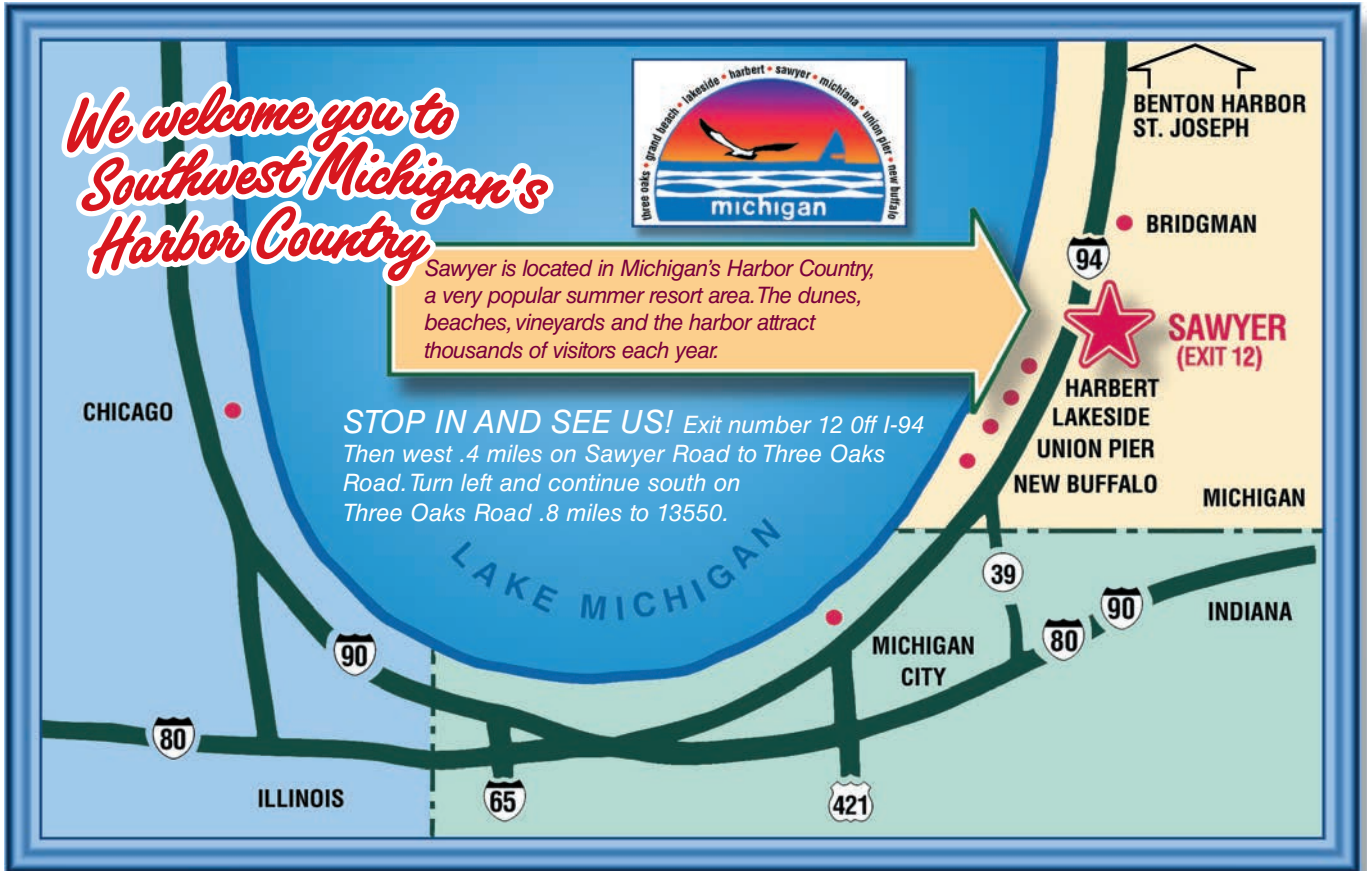 We welcome you to
Southwest Michigan's
Harbor Country
three oaks • grand beach • lakeside • harbert • sawyer • michiana • union pier • new buffalo
michigan
BENTON HARBOR
ST. JOSEPH
BRIDGMAN
94
Sawyer is located in Michigan's Harbor Country,
a very popular summer resort area. The dunes,
beaches, vineyards and the harbor attract
thousands of visitors each year.
SAWYER
(EXIT 12)
HARBERT
LAKESIDE
UNION PIER
NEW BUFFALO
MICHIGAN
CHICAGO
STOP IN AND SEE US! Exit number 12 0ff I-94
Then west .4 miles on Sawyer Road to Three Oaks
Road. Turn left and continue south on
Three Oaks Road .8 miles to 13550.
LAKE MICHIGAN
39
90
80
INDIANA
MICHIGAN
CITY
90
80
ILLINOIS
65
421